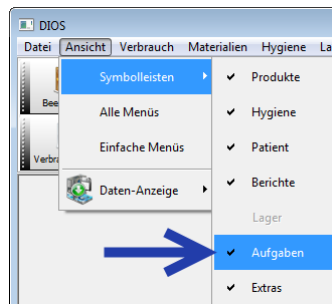 DIOS
Datei Ansicht Verbrauch Materialien Hygiene
Symbolleisten
Alle Menüs
Einfache Menüs
Daten-Anzeige
Produkte
Hygiene
Patient
Berichte
Lager
Aufgaben
Extras